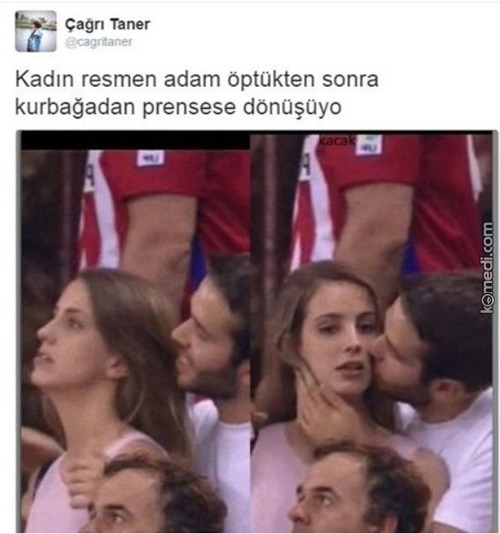 Çağrı Taner
@cagritaner
Kadın resmen adam öptükten sonra
kurbağadan prensese dönüşüyo
kacak
komedi.com